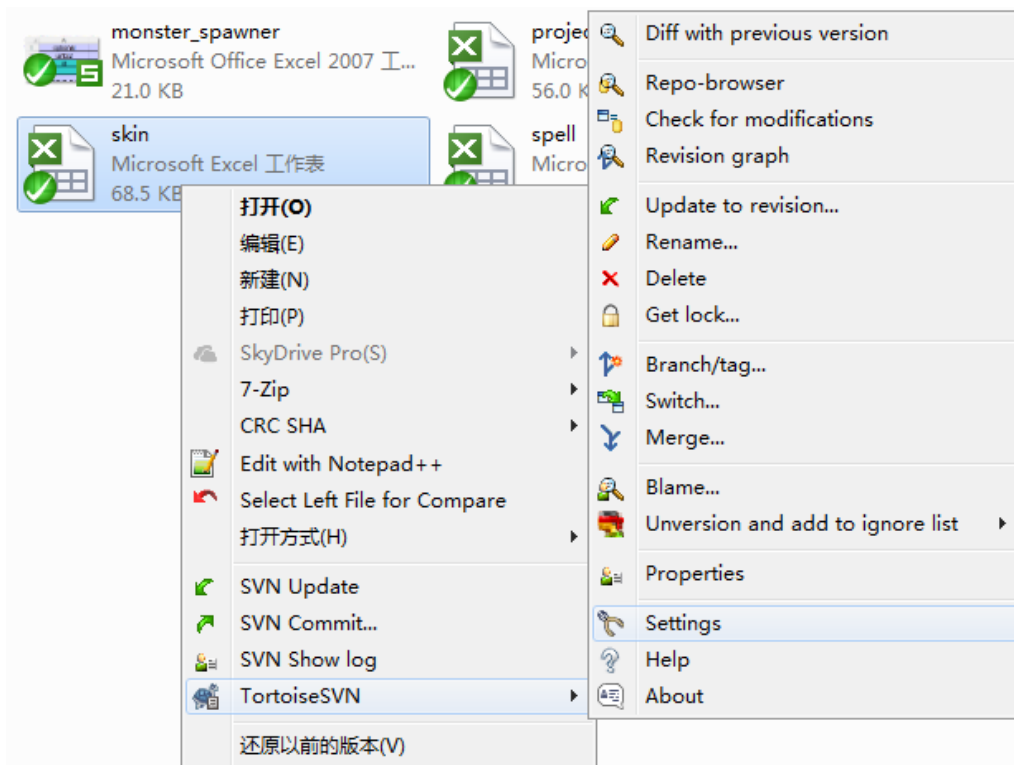 monster_spawner
Microsoft Office Excel 2007 工...
21.0 KB
skin
Microsoft Excel 工作表
68.5 KB
56.0
spell
打开(O)
编辑(E)
新建(N)
打印(P)
SkyDrive Pro(S)
7-Zip
CRC SHA
Edit with Notepad++
Select Left File for Compare
打开方式(H)
SVN Update
SVN Commit...
SVN Show log
TortoiseSVN
还原以前的版本(V)
Diff with previous version
Repo-browser
Check for modifications
Revision graph
Update to revision...
Rename...
Delete
Get lock...
Branch/tag...
Switch...
Merge...
Blame...
Unversion and add to ignore list
Properties
Settings
Help
About